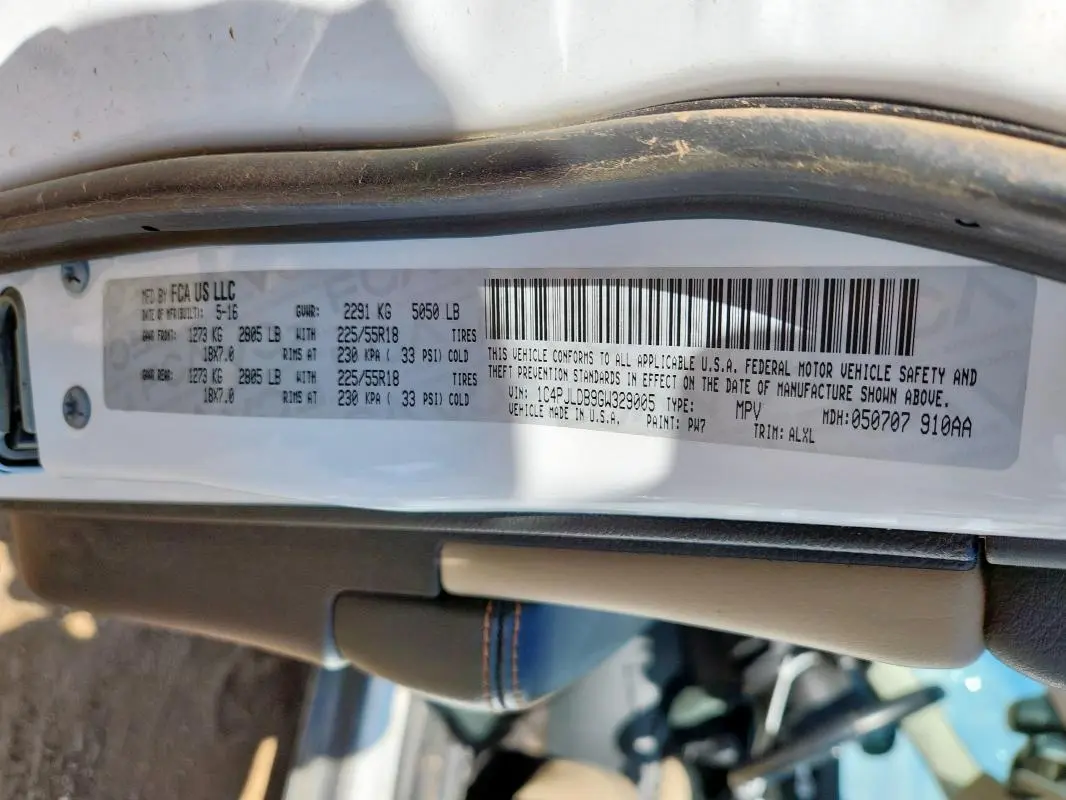 MFD BY FCA US LLC
DATE OF MFR(BUILT): 5-16 GVWR: 2291 KG 5050 LB
GAWR FRONT: 1273 KG 2805 LB WITH 225/55R18 TIRES
18X7.0 RIMS AT 230 KPA ( 33 PSI) COLD
GAWR REAR: 1273 KG 2805 LB WITH 225/55R18 TIRES
18X7.0 RIMS AT 230 KPA ( 33 PSI) COLD
THIS VEHICLE CONFORMS TO ALL APPLICABLE U.S.A. FEDERAL MOTOR VEHICLE SAFETY AND
THEFT PREVENTION STANDARDS IN EFFECT ON THE DATE OF MANUFACTURE SHOWN ABOVE.
VIN: 1C4PJLDB9GW329005 TYPE: MPV MDH: 050707 910AA
VEHICLE MADE IN U.S.A. PAINT: PW7 TRIM: ALXL